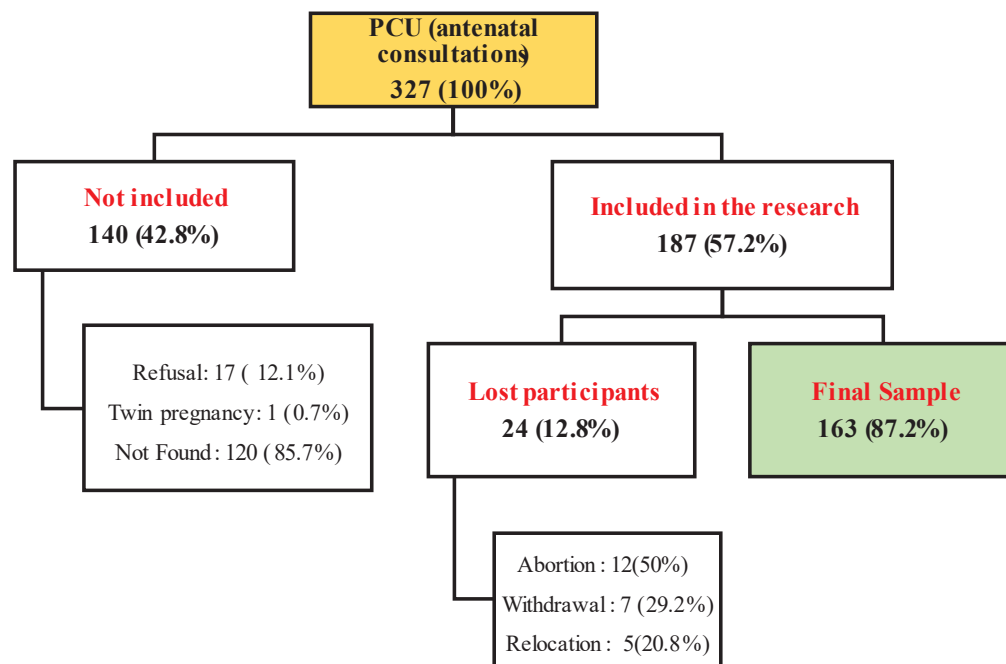 PCU (antenatal
consultations)
327 (100%)
Not included
140 (42.8%)
Included in the research
187 (57.2%)
Refusal: 17 ( 12.1%)
Twin pregnancy: 1 (0.7%)
Not Found: 120 (85.7%)
Lost participants
24 (12.8%)
Final Sample
163 (87.2%)
Abortion : 12(50%)
Withdrawal : 7 (29.2%)
Relocation : 5(20.8%)